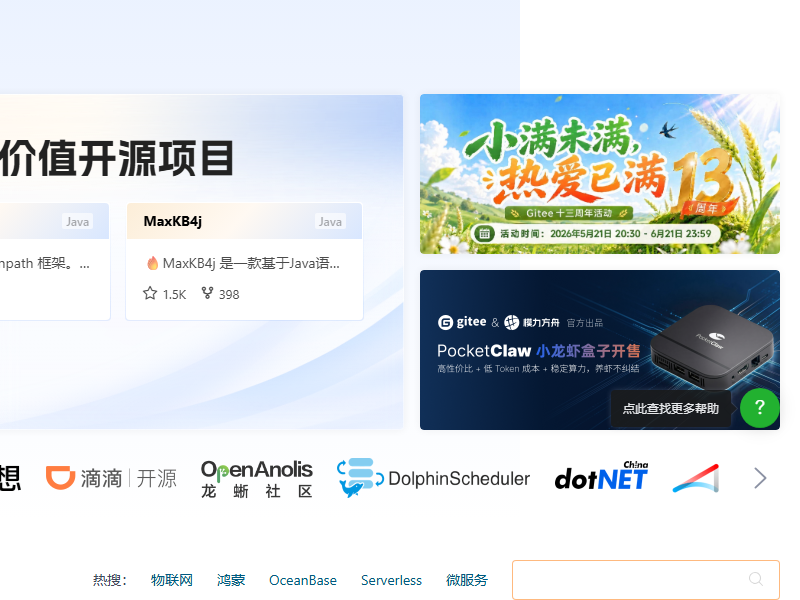 价值开源项目
Java
MaxKB4j
Java
npath 框架。...
MaxKB4j 是一款基于Java语...
1.5K
398
小满未满，
热爱已满
13
周年
Gitee 十三周年活动
活动时间：2026年5月21日 20:30 - 6月21日 23:59
gitee & 模力方舟 官方出品
PocketClaw 小龙虾盒子开售
高性价比 + 低 Token 成本 + 稳定算力，养虾不纠结
PocketClaw
点此查找更多帮助
?
想
滴滴 | 开源
OpenAnolis
龙蜥社区
DolphinScheduler
dotNET
China
热搜：
物联网
鸿蒙
OceanBase
Serverless
微服务